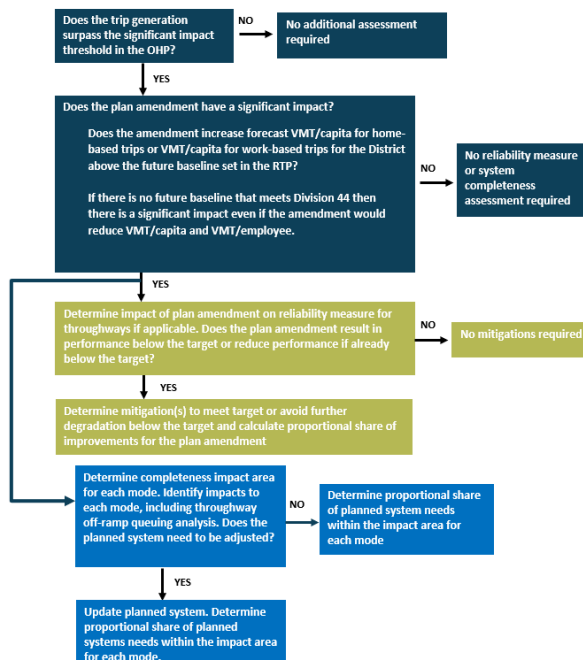 Does the trip generation
surpass the significant impact
threshold in the OHP?
NO
No additional assessment
required
YES
Does the plan amendment have a significant impact?
Does the amendment increase forecast VMT/capita for home-
based trips or VMT/capita for work-based trips for the District
above the future baseline set in the RTP?
If there is no future baseline that meets Division 44 then
there is a significant impact even if the amendment would
reduce VMT/capita and VMT/employee.
NO
No reliability measure
or system
completeness
assessment required
YES
Determine impact of plan amendment on reliability measure for
throughways if applicable. Does the plan amendment result in
performance below the target or reduce performance if already
below the target?
NO
No mitigations required
YES
Determine mitigation(s) to meet target or avoid further
degradation below the target and calculate proportional share of
improvements for the plan amendment
Determine completeness impact area
for each mode. Identify impacts to
each mode, including throughway
off-ramp queuing analysis. Does the
planned system need to be adjusted?
NO
Determine proportional share
of planned system needs
within the impact area for
each mode
YES
Update planned system. Determine
proportional share of planned
systems needs within the impact area
for each mode.